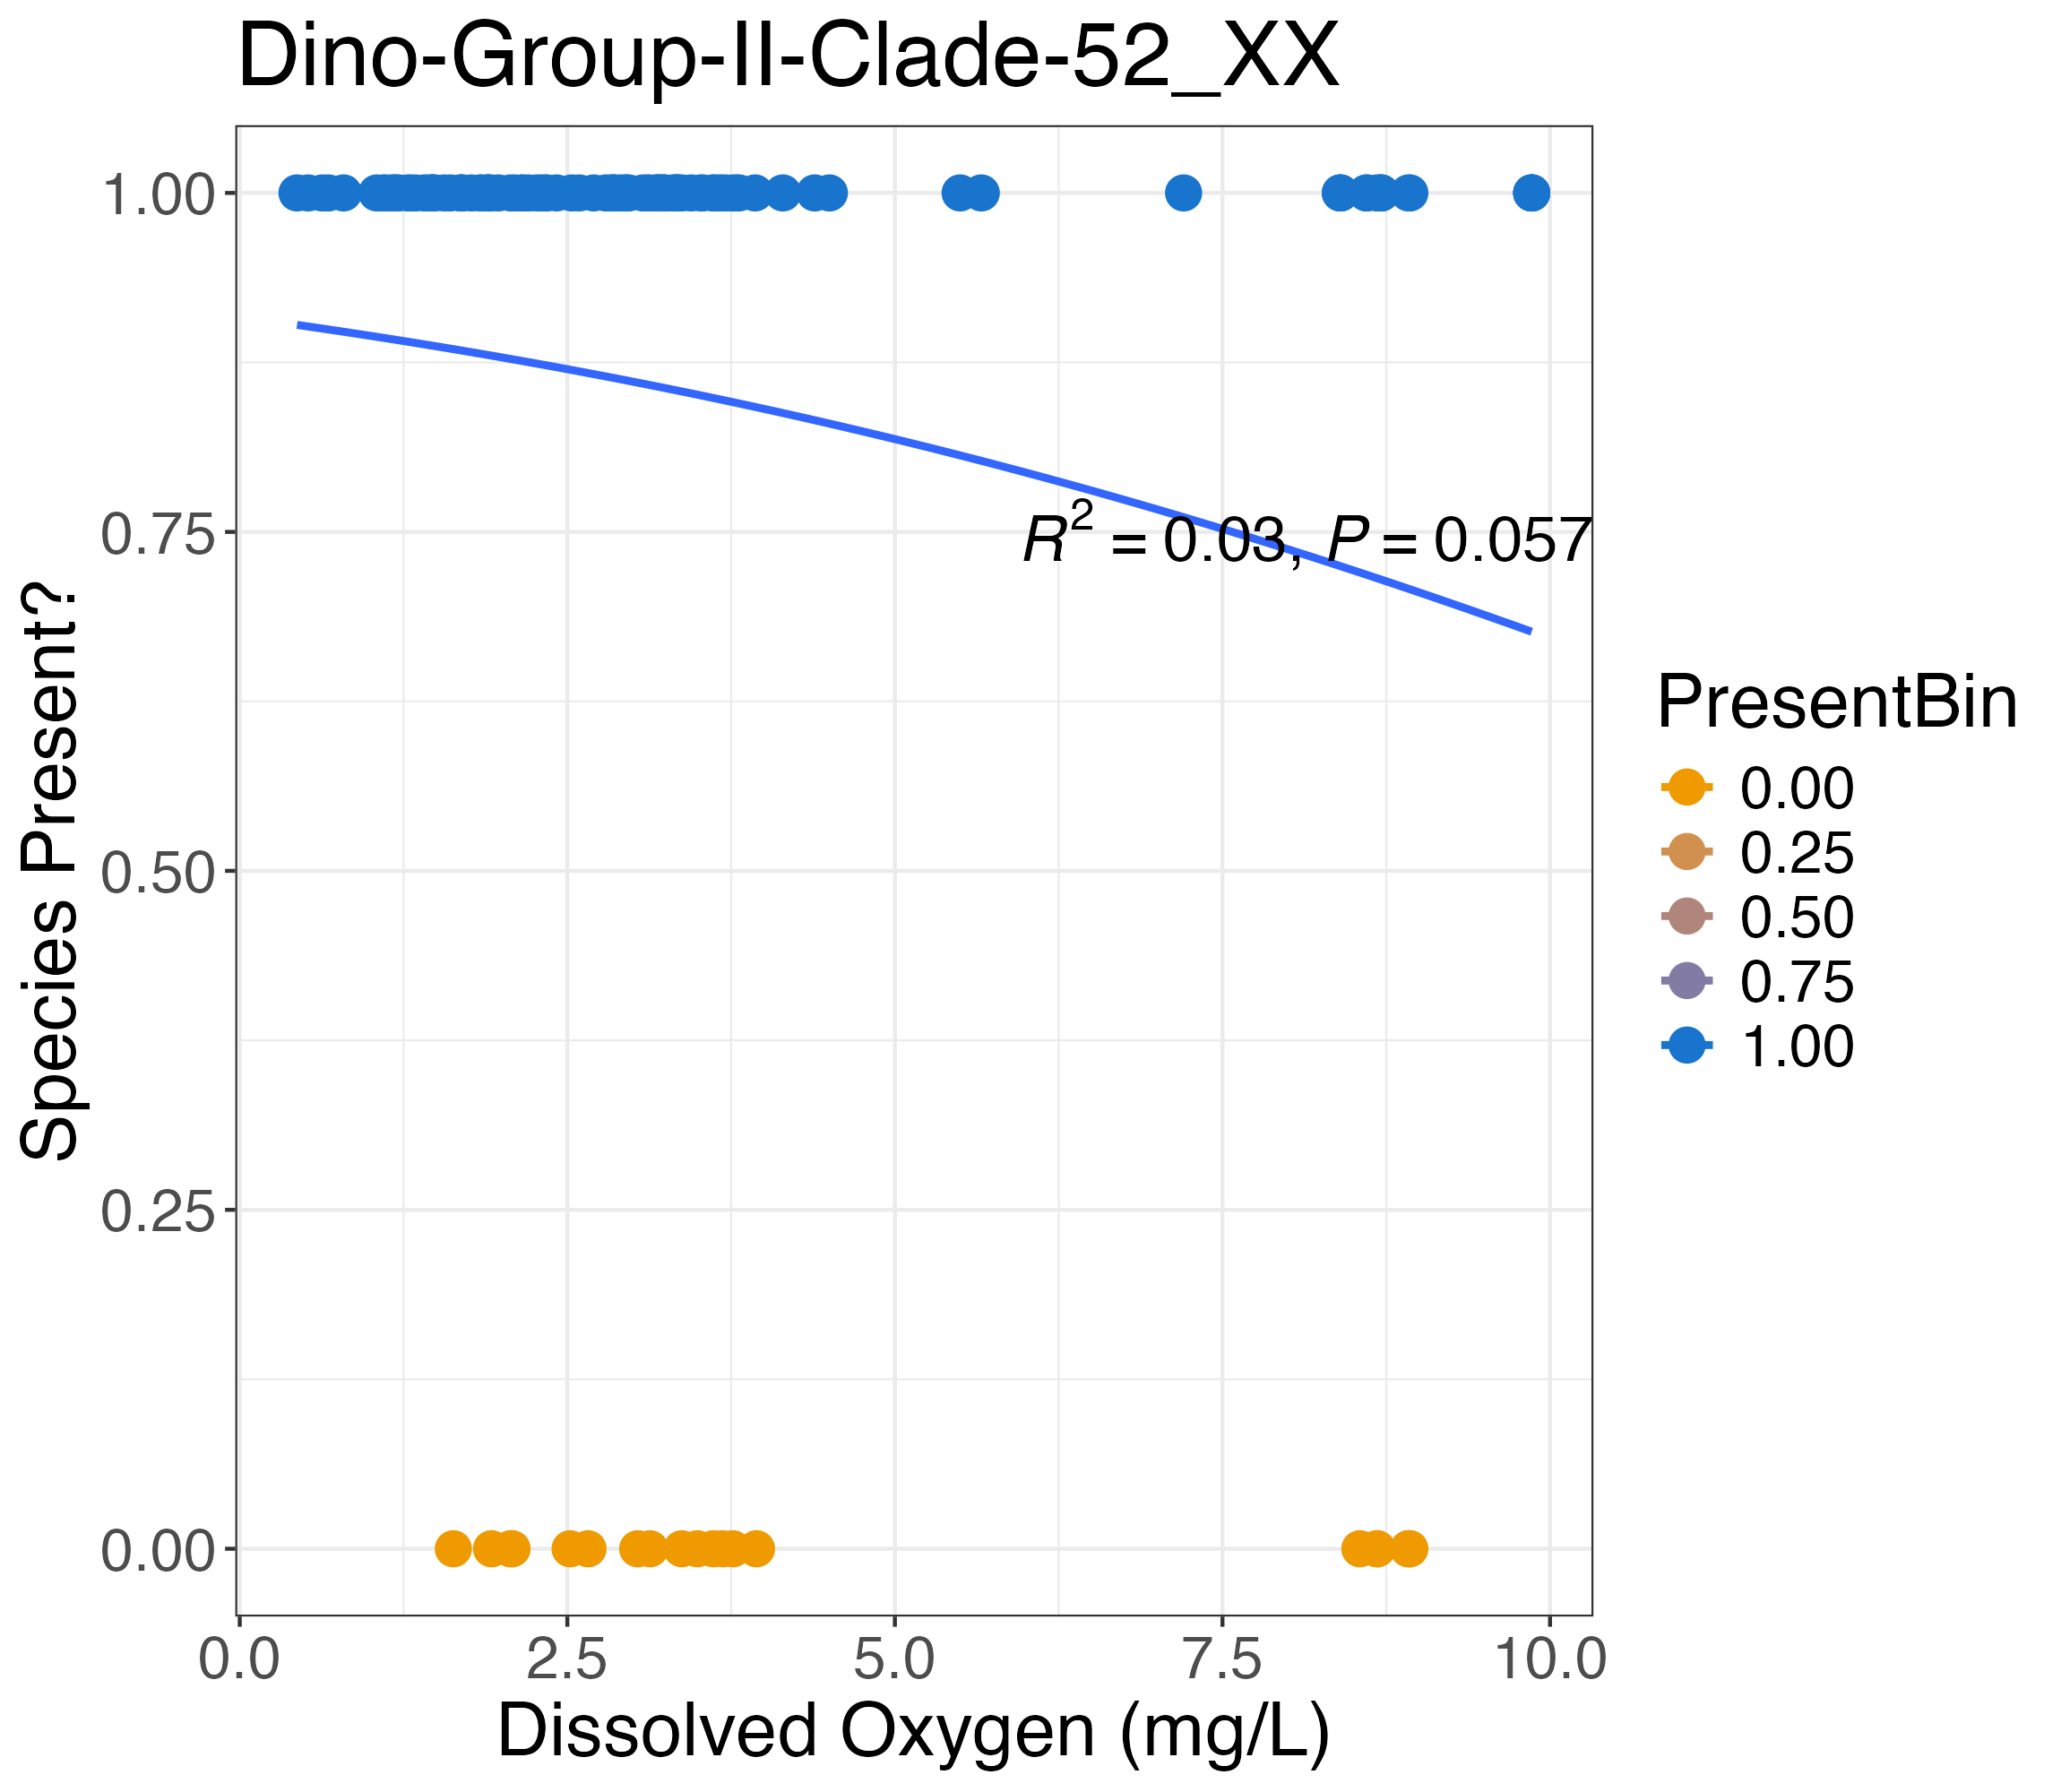 Dino-Group-II-Clade-52_XX
1.00
0.75
0.50
0.25
0.00
Species Present?
R² = 0.03, P = 0.057
0.0 2.5 5.0 7.5 10.0
Dissolved Oxygen (mg/L)
PresentBin
0.00
0.25
0.50
0.75
1.00